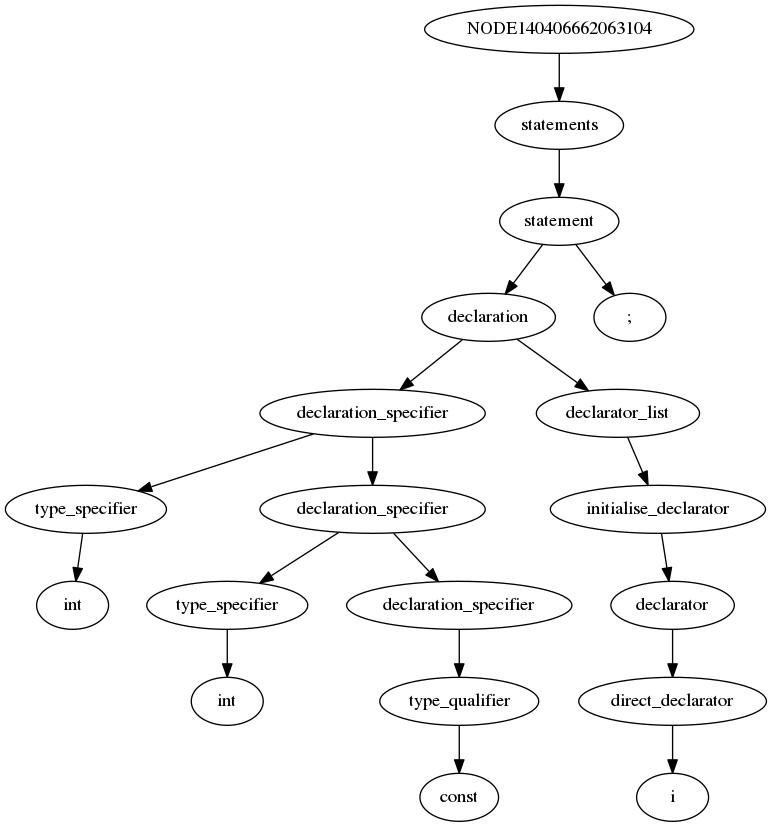 NODE140406662063104
statements
statement
declaration
;
declaration_specifier
declarator_list
type_specifier
declaration_specifier
initialise_declarator
int
type_specifier
declaration_specifier
declarator
int
type_qualifier
direct_declarator
const
i